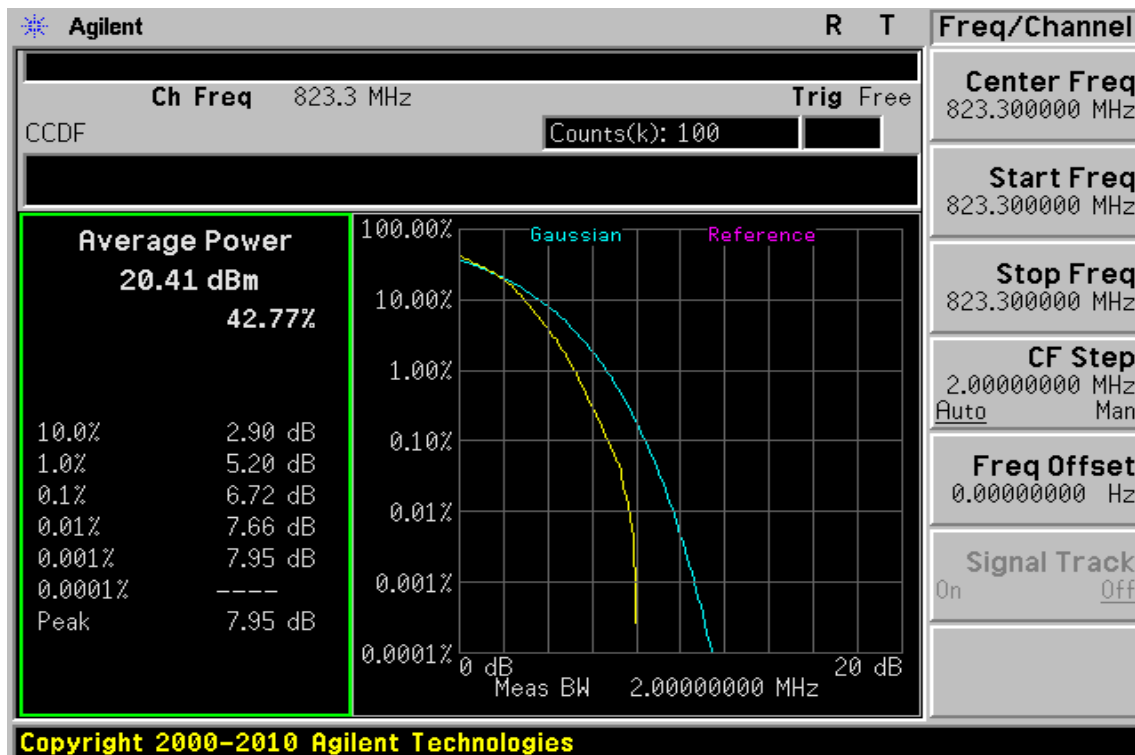 Agilent R T Freq/Channel
Ch Freq 823.3 MHz Trig Free
CCDF Counts(k): 100
Center Freq
823.300000 MHz
Start Freq
823.300000 MHz
Stop Freq
823.300000 MHz
CF Step
2.00000000 MHz
Auto Man
Freq Offset
0.00000000 Hz
Signal Track
On Off
Average Power
20.41 dBm
42.77%
10.0% 2.90 dB
1.0% 5.20 dB
0.1% 6.72 dB
0.01% 7.66 dB
0.001% 7.95 dB
0.0001% ----
Peak 7.95 dB
Gaussian Reference
100.00%
10.00%
1.00%
0.10%
0.01%
0.001%
0.0001%
0 dB 20 dB
Meas BW 2.00000000 MHz
Copyright 2000-2010 Agilent Technologies